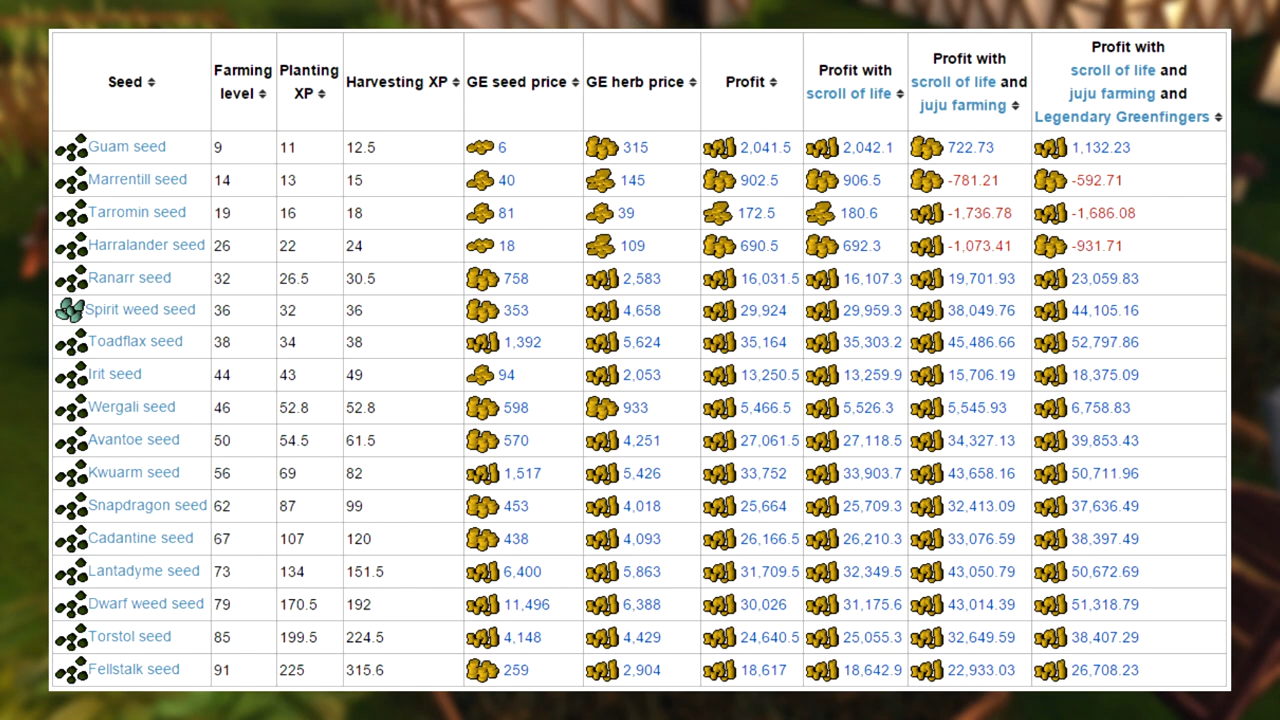 Seed Farming level Planting XP Harvesting XP GE seed price GE herb price Profit Profit with scroll of life Profit with scroll of life and juju farming Profit with scroll of life and juju farming and Legendary Greenfingers
Guam seed 9 11 12.5 6 315 2,041.5 2,042.1 722.73 1,132.23
Marrentill seed 14 13 15 40 145 902.5 906.5 -781.21 -592.71
Tarromin seed 19 16 18 81 39 172.5 180.6 -1,736.78 -1,686.08
Harralander seed 26 22 24 18 109 690.5 692.3 -1,073.41 -931.71
Ranarr seed 32 26.5 30.5 758 2,583 16,031.5 16,107.3 19,701.93 23,059.83
Spirit weed seed 36 32 36 353 4,658 29,924 29,959.3 38,049.76 44,105.16
Toadflax seed 38 34 38 1,392 5,624 35,164 35,303.2 45,486.66 52,797.86
Irit seed 44 43 49 94 2,053 13,250.5 13,259.9 15,706.19 18,375.09
Wergali seed 46 52.8 52.8 598 933 5,466.5 5,526.3 5,545.93 6,758.83
Avantoe seed 50 54.5 61.5 570 4,251 27,061.5 27,118.5 34,327.13 39,853.43
Kwuarm seed 56 69 82 1,517 5,426 33,752 33,903.7 43,658.16 50,711.96
Snapdragon seed 62 87 99 453 4,018 25,664 25,709.3 32,413.09 37,636.49
Cadantine seed 67 107 120 438 4,093 26,166.5 26,210.3 33,076.59 38,397.49
Lantadyme seed 73 134 151.5 6,400 5,863 31,709.5 32,349.5 43,050.79 50,672.69
Dwarf weed seed 79 170.5 192 11,496 6,388 30,026 31,175.6 43,014.39 51,318.79
Torstol seed 85 199.5 224.5 4,148 4,429 24,640.5 25,055.3 32,649.59 38,407.29
Fellstalk seed 91 225 315.6 259 2,904 18,617 18,642.9 22,933.03 26,708.23